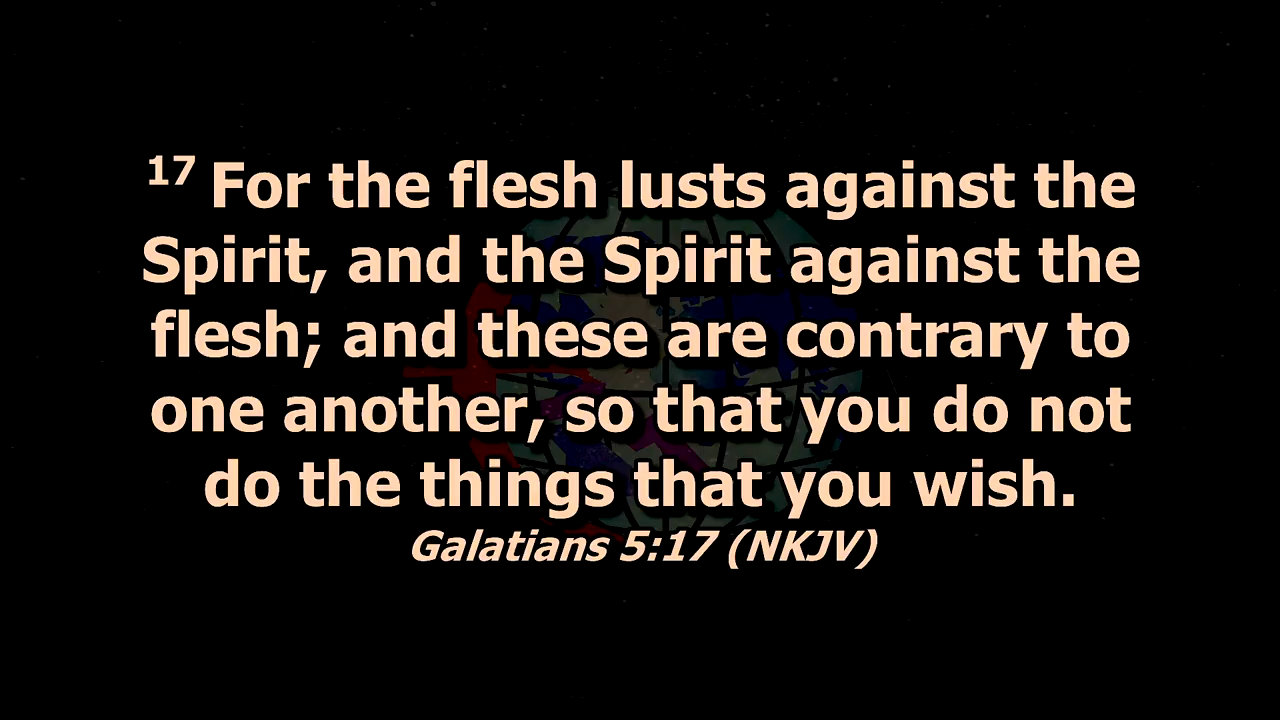 17 For the flesh lusts against the
Spirit, and the Spirit against the
flesh; and these are contrary to
one another, so that you do not
do the things that you wish.
Galatians 5:17 (NKJV)